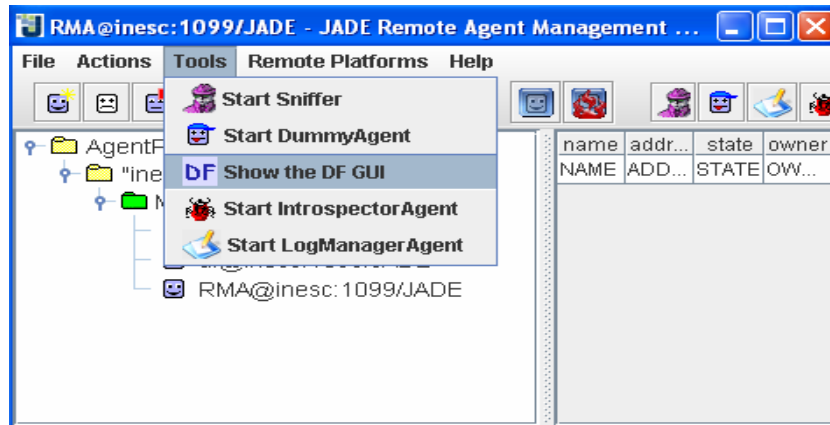 RMA@inesc:1099/JADE - JADE Remote Agent Management ...
File Actions Tools Remote Platforms Help
Start Sniffer
Start DummyAgent
DF Show the DF GUI
Start IntrospectorAgent
Start LogManagerAgent
AgentP
"ine
RMA@inesc:1099/JADE
name addr... state owner
NAME ADD... STATE OW...